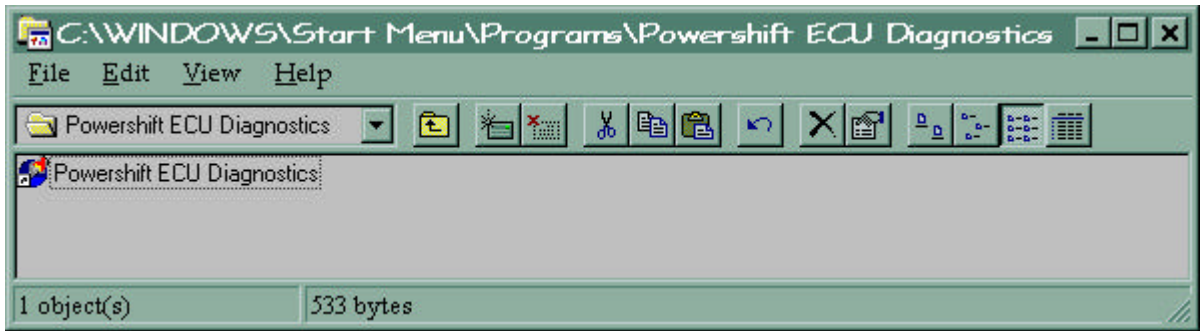 C:\WINDOWS\Start Menu\Programs\Powershift ECU Diagnostics
File Edit View Help
Powershift ECU Diagnostics
Powershift ECU Diagnostics
1 object(s) 533 bytes